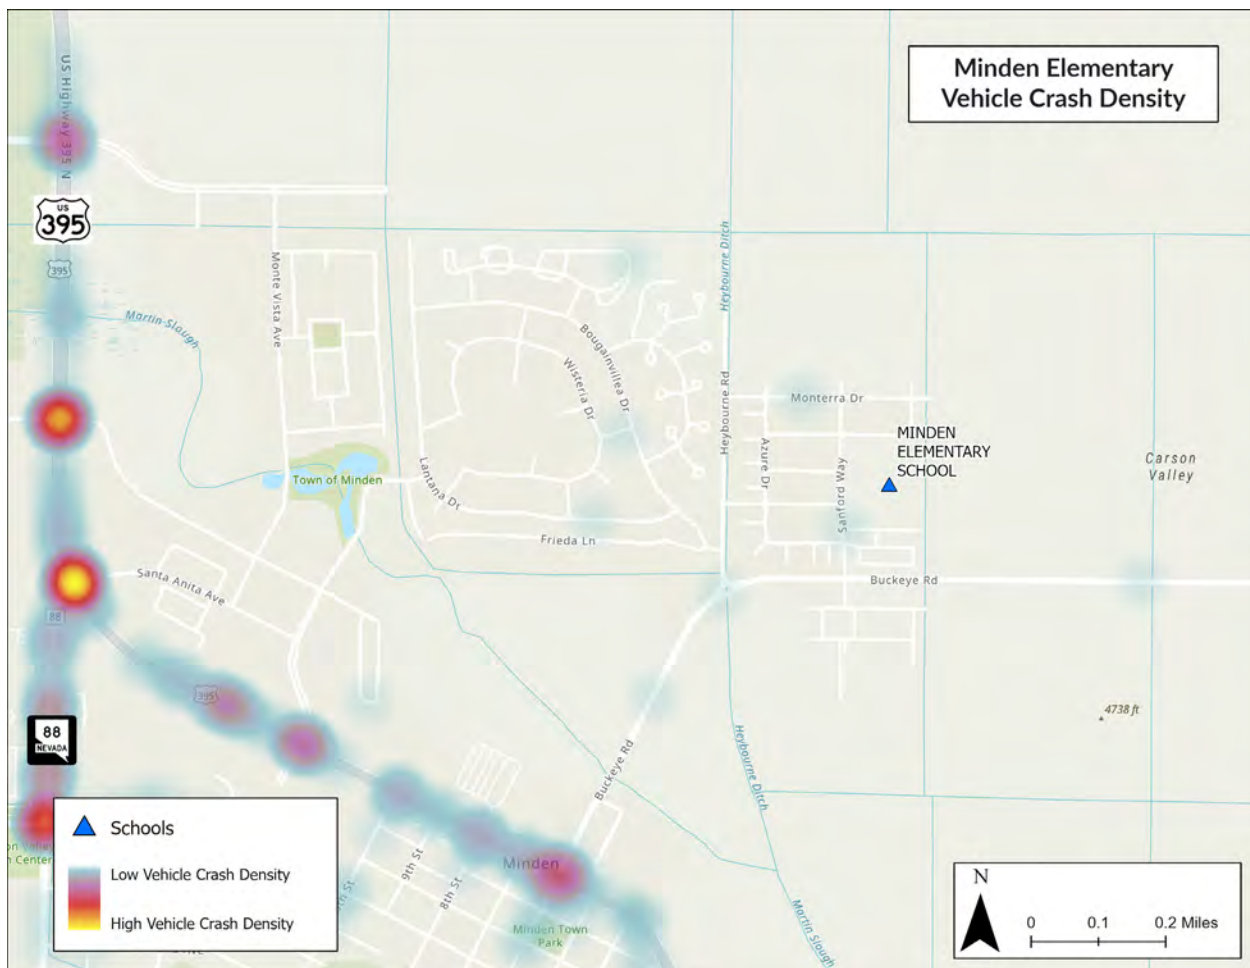 Minden Elementary
Vehicle Crash Density
US Highway 395 N
US
395
395
Martin Slough
Monte Vista Ave
Heybourne Ditch
Bougainvillea Dr
Wisteria Dr
Heybourne Rd
Monterra Dr
MINDEN
ELEMENTARY
SCHOOL
Azure Dr
Sanford Way
Carson
Valley
Town of Minden
Lantana Dr
Frieda Ln
Santa Anita Ave
Buckeye Rd
88
395
88
NEVADA
4738 ft
Buckeye Rd
Heybourne Ditch
Minden
9th St
8th St
Minden Town
Park
Martin Slough
Schools
Low Vehicle Crash Density
High Vehicle Crash Density
N
0 0.1 0.2 Miles